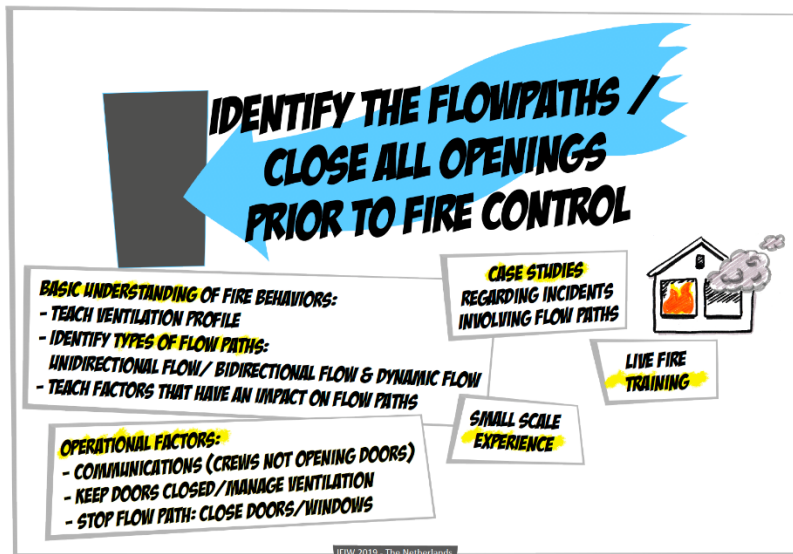 IDENTIFY THE FLOWPATHS /
CLOSE ALL OPENINGS
PRIOR TO FIRE CONTROL
BASIC UNDERSTANDING OF FIRE BEHAVIORS:
- TEACH VENTILATION PROFILE
- IDENTIFY TYPES OF FLOW PATHS:
UNIDIRECTIONAL FLOW/ BIDIRECTIONAL FLOW & DYNAMIC FLOW
- TEACH FACTORS THAT HAVE AN IMPACT ON FLOW PATHS
CASE STUDIES
REGARDING INCIDENTS
INVOLVING FLOW PATHS
LIVE FIRE
TRAINING
SMALL SCALE
EXPERIENCE
OPERATIONAL FACTORS:
- COMMUNICATIONS (CREWS NOT OPENING DOORS)
- KEEP DOORS CLOSED/MANAGE VENTILATION
- STOP FLOW PATH: CLOSE DOORS/WINDOWS
IFIW 2019 - The Netherlands